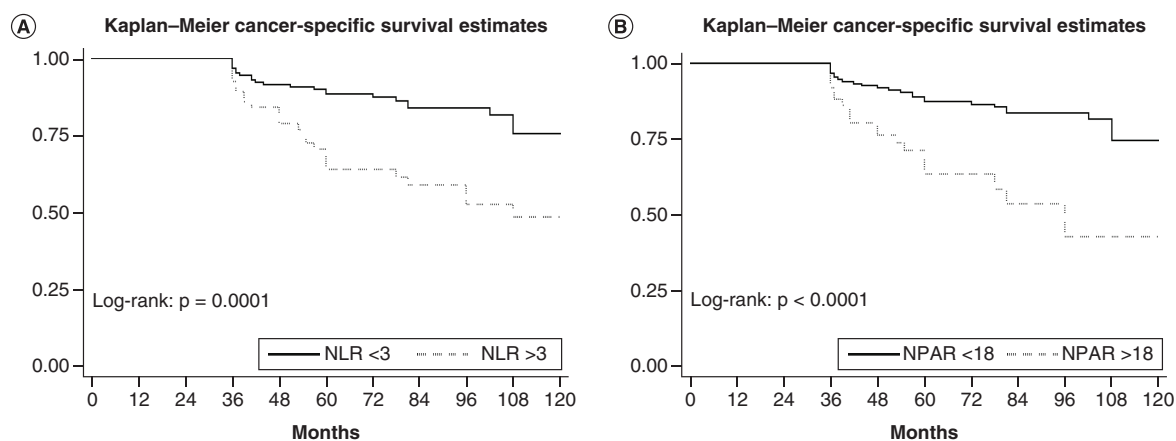 A
Kaplan–Meier cancer-specific survival estimates
1.00
0.75
0.50
0.25
0.00
Log-rank: p = 0.0001
NLR <3 NLR >3
0 12 24 36 48 60 72 84 96 108 120
Months
B
Kaplan–Meier cancer-specific survival estimates
1.00
0.75
0.50
0.25
0.00
Log-rank: p < 0.0001
NPAR <18 NPAR >18
0 12 24 36 48 60 72 84 96 108 120
Months